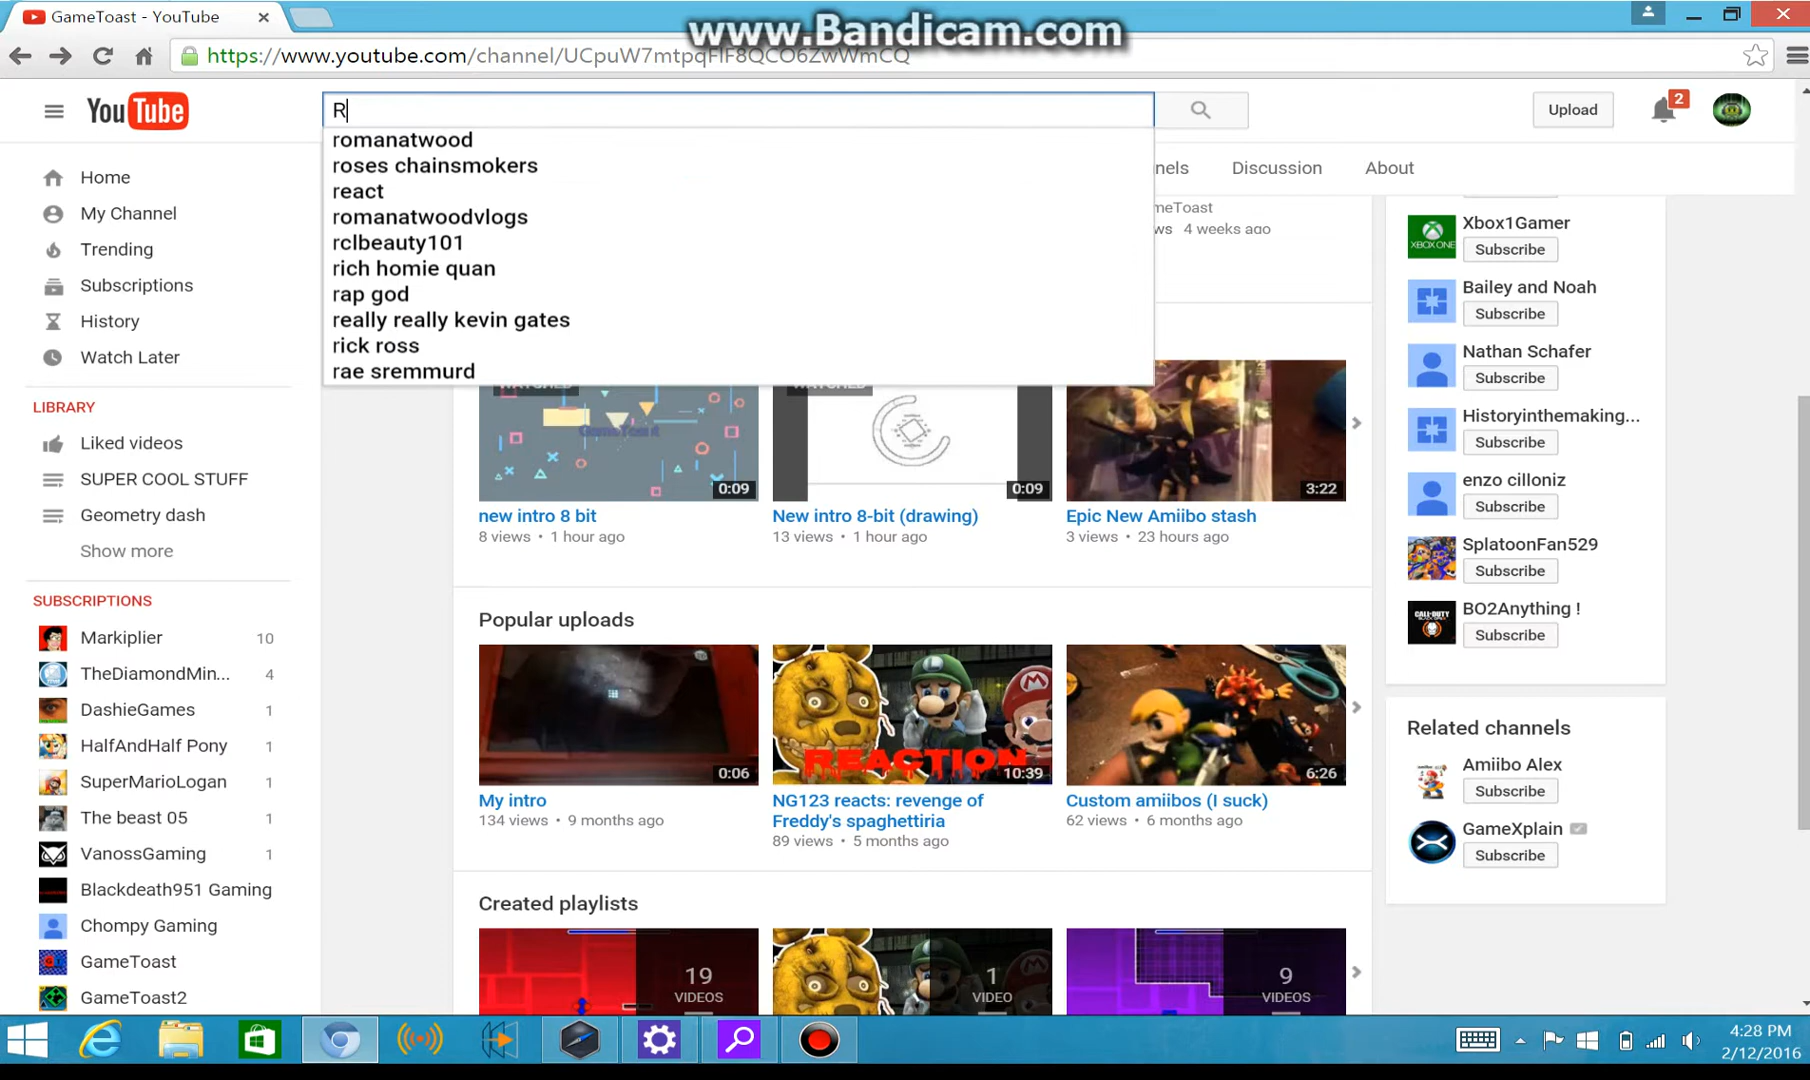 GameToast - YouTube
www.Bandicam.com
https://www.youtube.com/channel/UCpuW7mtpqFlF8QCO6ZwWmCQ
YouTube
R
Upload
2
romanatwood
roses chainsmokers
react
romanatwoodvlogs
rclbeauty101
rich homie quan
rap god
really really kevin gates
rick ross
rae sremmurd
nnels
Discussion
About
meToast
ws • 4 weeks ago
Home
My Channel
Trending
Subscriptions
History
Watch Later
LIBRARY
Liked videos
SUPER COOL STUFF
Geometry dash
Show more
SUBSCRIPTIONS
Markiplier 10
TheDiamondMin... 4
DashieGames 1
HalfAndHalf Pony 1
SuperMarioLogan 1
The beast 05 1
VanossGaming 1
Blackdeath951 Gaming
Chompy Gaming
GameToast
GameToast2
WATCHED
WATCHED
0:09
0:09
3:22
new intro 8 bit
8 views • 1 hour ago
New intro 8-bit (drawing)
13 views • 1 hour ago
Epic New Amiibo stash
3 views • 23 hours ago
Popular uploads
0:06
REACTION
10:39
6:26
My intro
134 views • 9 months ago
NG123 reacts: revenge of
Freddy's spaghettiria
89 views • 5 months ago
Custom amiibos (I suck)
62 views • 6 months ago
Created playlists
19
VIDEOS
1
VIDEO
9
VIDEOS
XBOX ONE
Xbox1Gamer
Subscribe
Bailey and Noah
Subscribe
Nathan Schafer
Subscribe
Historyinthemaking...
Subscribe
enzo cilloniz
Subscribe
SplatoonFan529
Subscribe
CALL·DUTY
BO2Anything !
Subscribe
Related channels
Amiibo Alex
Subscribe
GameXplain
Subscribe
4:28 PM
2/12/2016